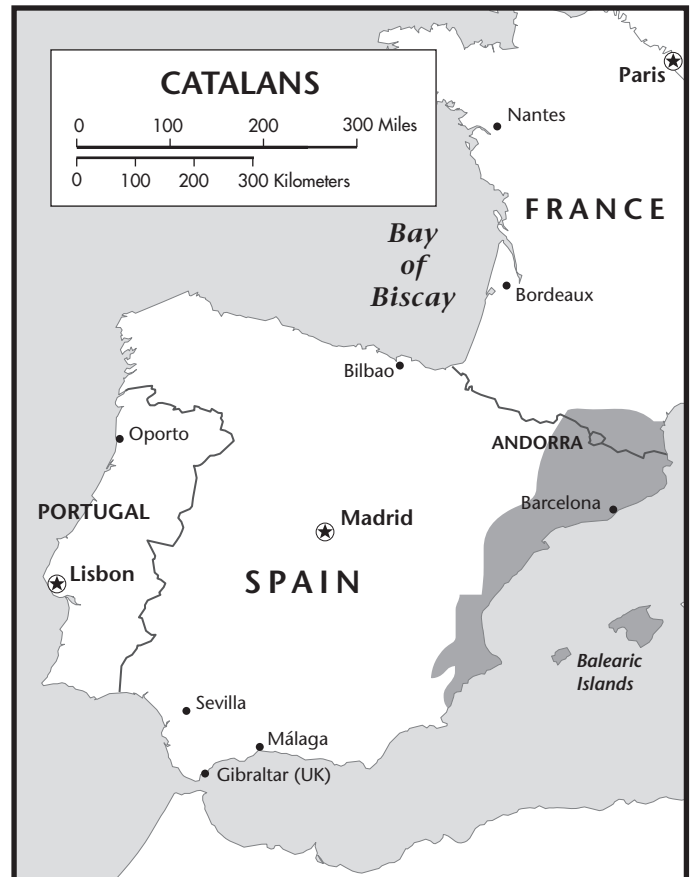 CATALANS
0 100 200 300 Miles
0 100 200 300 Kilometers
Paris
Nantes
FRANCE
Bay
of
Biscay
Bordeaux
Bilbao
ANDORRA
Oporto
Barcelona
PORTUGAL
Madrid
Lisbon
SPAIN
Balearic
Islands
Sevilla
Málaga
Gibraltar (UK)